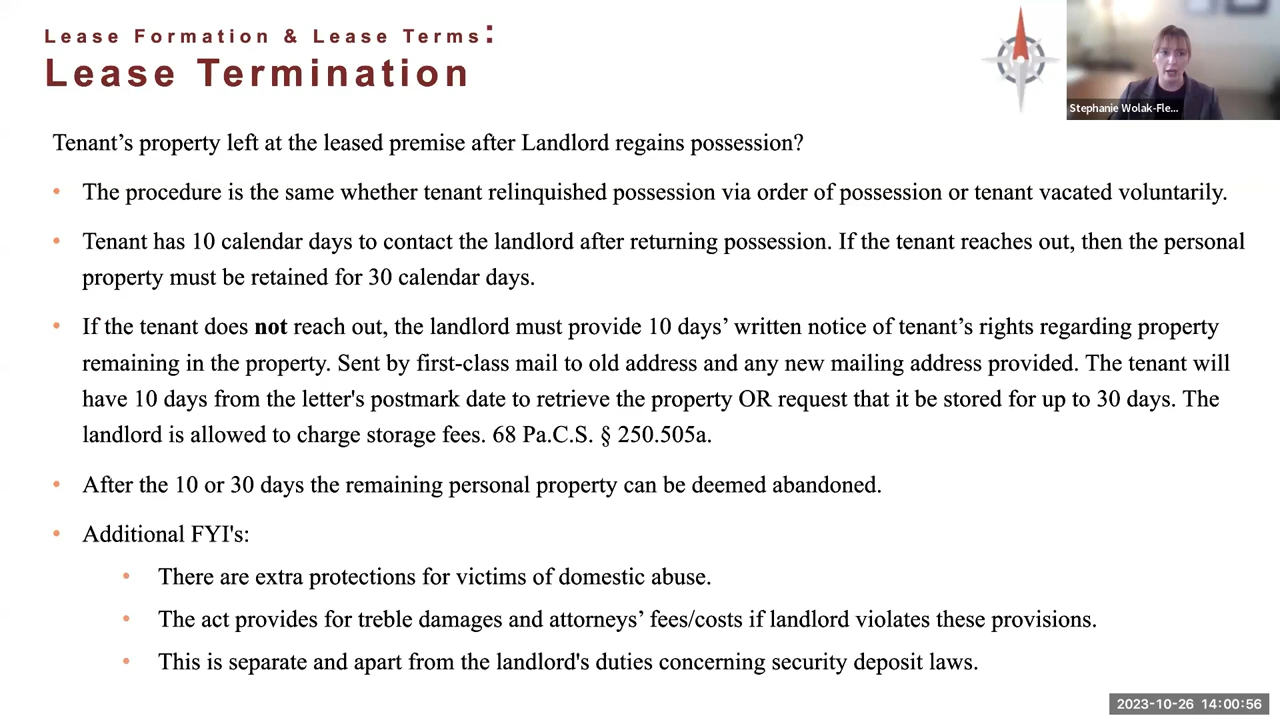 Lease Formation & Lease Terms:
Lease Termination
Stephanie Wolak-Fle...
Tenant’s property left at the leased premise after Landlord regains possession?
• The procedure is the same whether tenant relinquished possession via order of possession or tenant vacated voluntarily.
• Tenant has 10 calendar days to contact the landlord after returning possession. If the tenant reaches out, then the personal
property must be retained for 30 calendar days.
• If the tenant does not reach out, the landlord must provide 10 days’ written notice of tenant’s rights regarding property
remaining in the property. Sent by first-class mail to old address and any new mailing address provided. The tenant will
have 10 days from the letter's postmark date to retrieve the property OR request that it be stored for up to 30 days. The
landlord is allowed to charge storage fees. 68 Pa.C.S. § 250.505a.
• After the 10 or 30 days the remaining personal property can be deemed abandoned.
• Additional FYI's:
• There are extra protections for victims of domestic abuse.
• The act provides for treble damages and attorneys’ fees/costs if landlord violates these provisions.
• This is separate and apart from the landlord's duties concerning security deposit laws.
2023-10-26 14:00:56